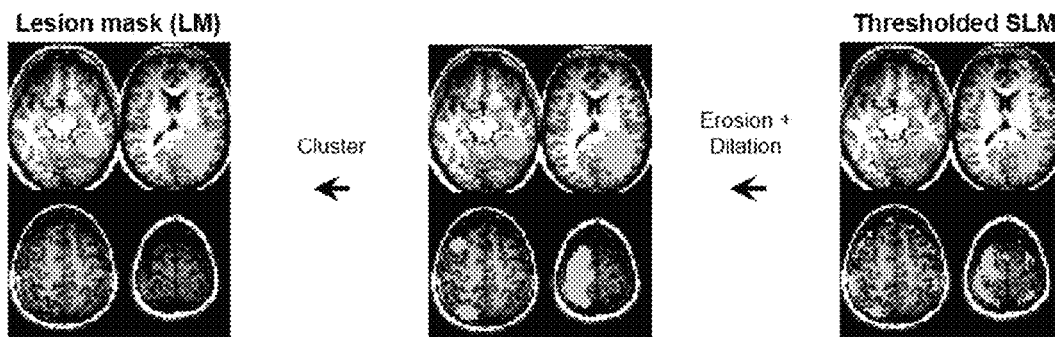 Lesion mask (LM)
Thresholded SLM
Cluster
Erosion +
Dilation